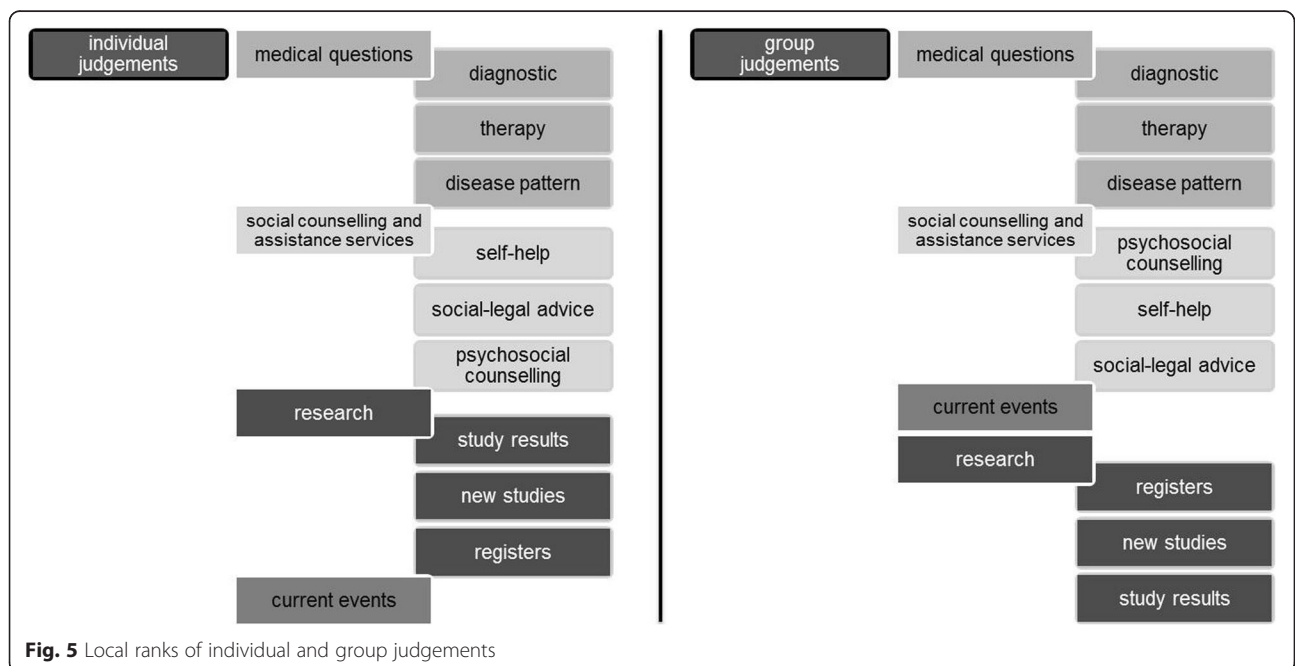 individual
judgements
medical questions
diagnostic
therapy
disease pattern
social counselling and
assistance services
self-help
social-legal advice
psychosocial
counselling
research
study results
new studies
registers
current events
group
judgements
medical questions
diagnostic
therapy
disease pattern
social counselling and
assistance services
psychosocial
counselling
self-help
social-legal advice
current events
research
registers
new studies
study results
Fig. 5 Local ranks of individual and group judgements